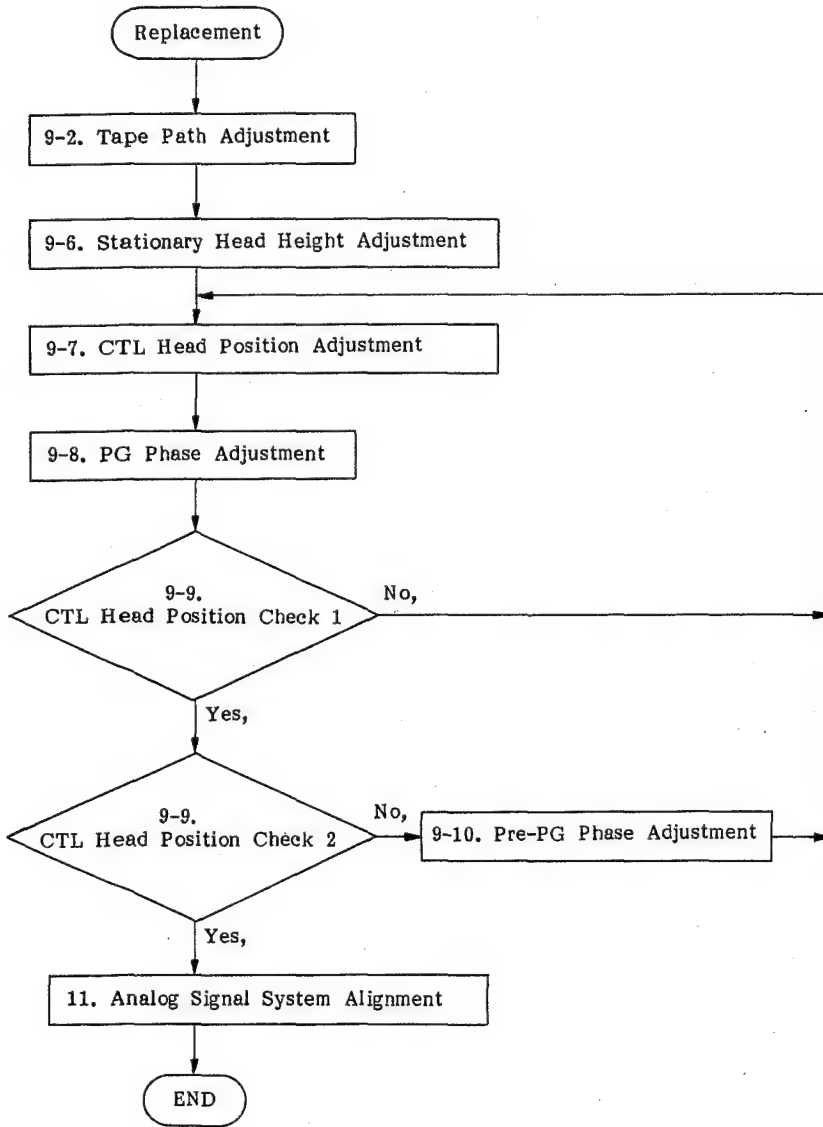 Replacement
9-2. Tape Path Adjustment
9-6. Stationary Head Height Adjustment
9-7. CTL Head Position Adjustment
9-8. PG Phase Adjustment
9-9.
CTL Head Position Check 1
No,
Yes,
9-9.
CTL Head Position Check 2
No,
9-10. Pre-PG Phase Adjustment
Yes,
11. Analog Signal System Alignment
END